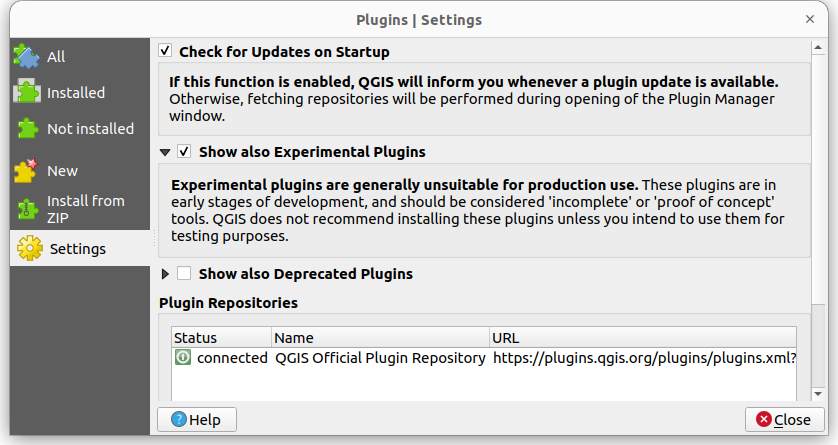 Plugins | Settings
All
Installed
Not installed
New
Install from
ZIP
Settings
Check for Updates on Startup
If this function is enabled, QGIS will inform you whenever a plugin update is available.
Otherwise, fetching repositories will be performed during opening of the Plugin Manager
window.
Show also Experimental Plugins
Experimental plugins are generally unsuitable for production use. These plugins are in
early stages of development, and should be considered 'incomplete' or 'proof of concept'
tools. QGIS does not recommend installing these plugins unless you intend to use them for
testing purposes.
Show also Deprecated Plugins
Plugin Repositories
Status Name URL
connected QGIS Official Plugin Repository https://plugins.qgis.org/plugins/plugins.xml?
Help
Close